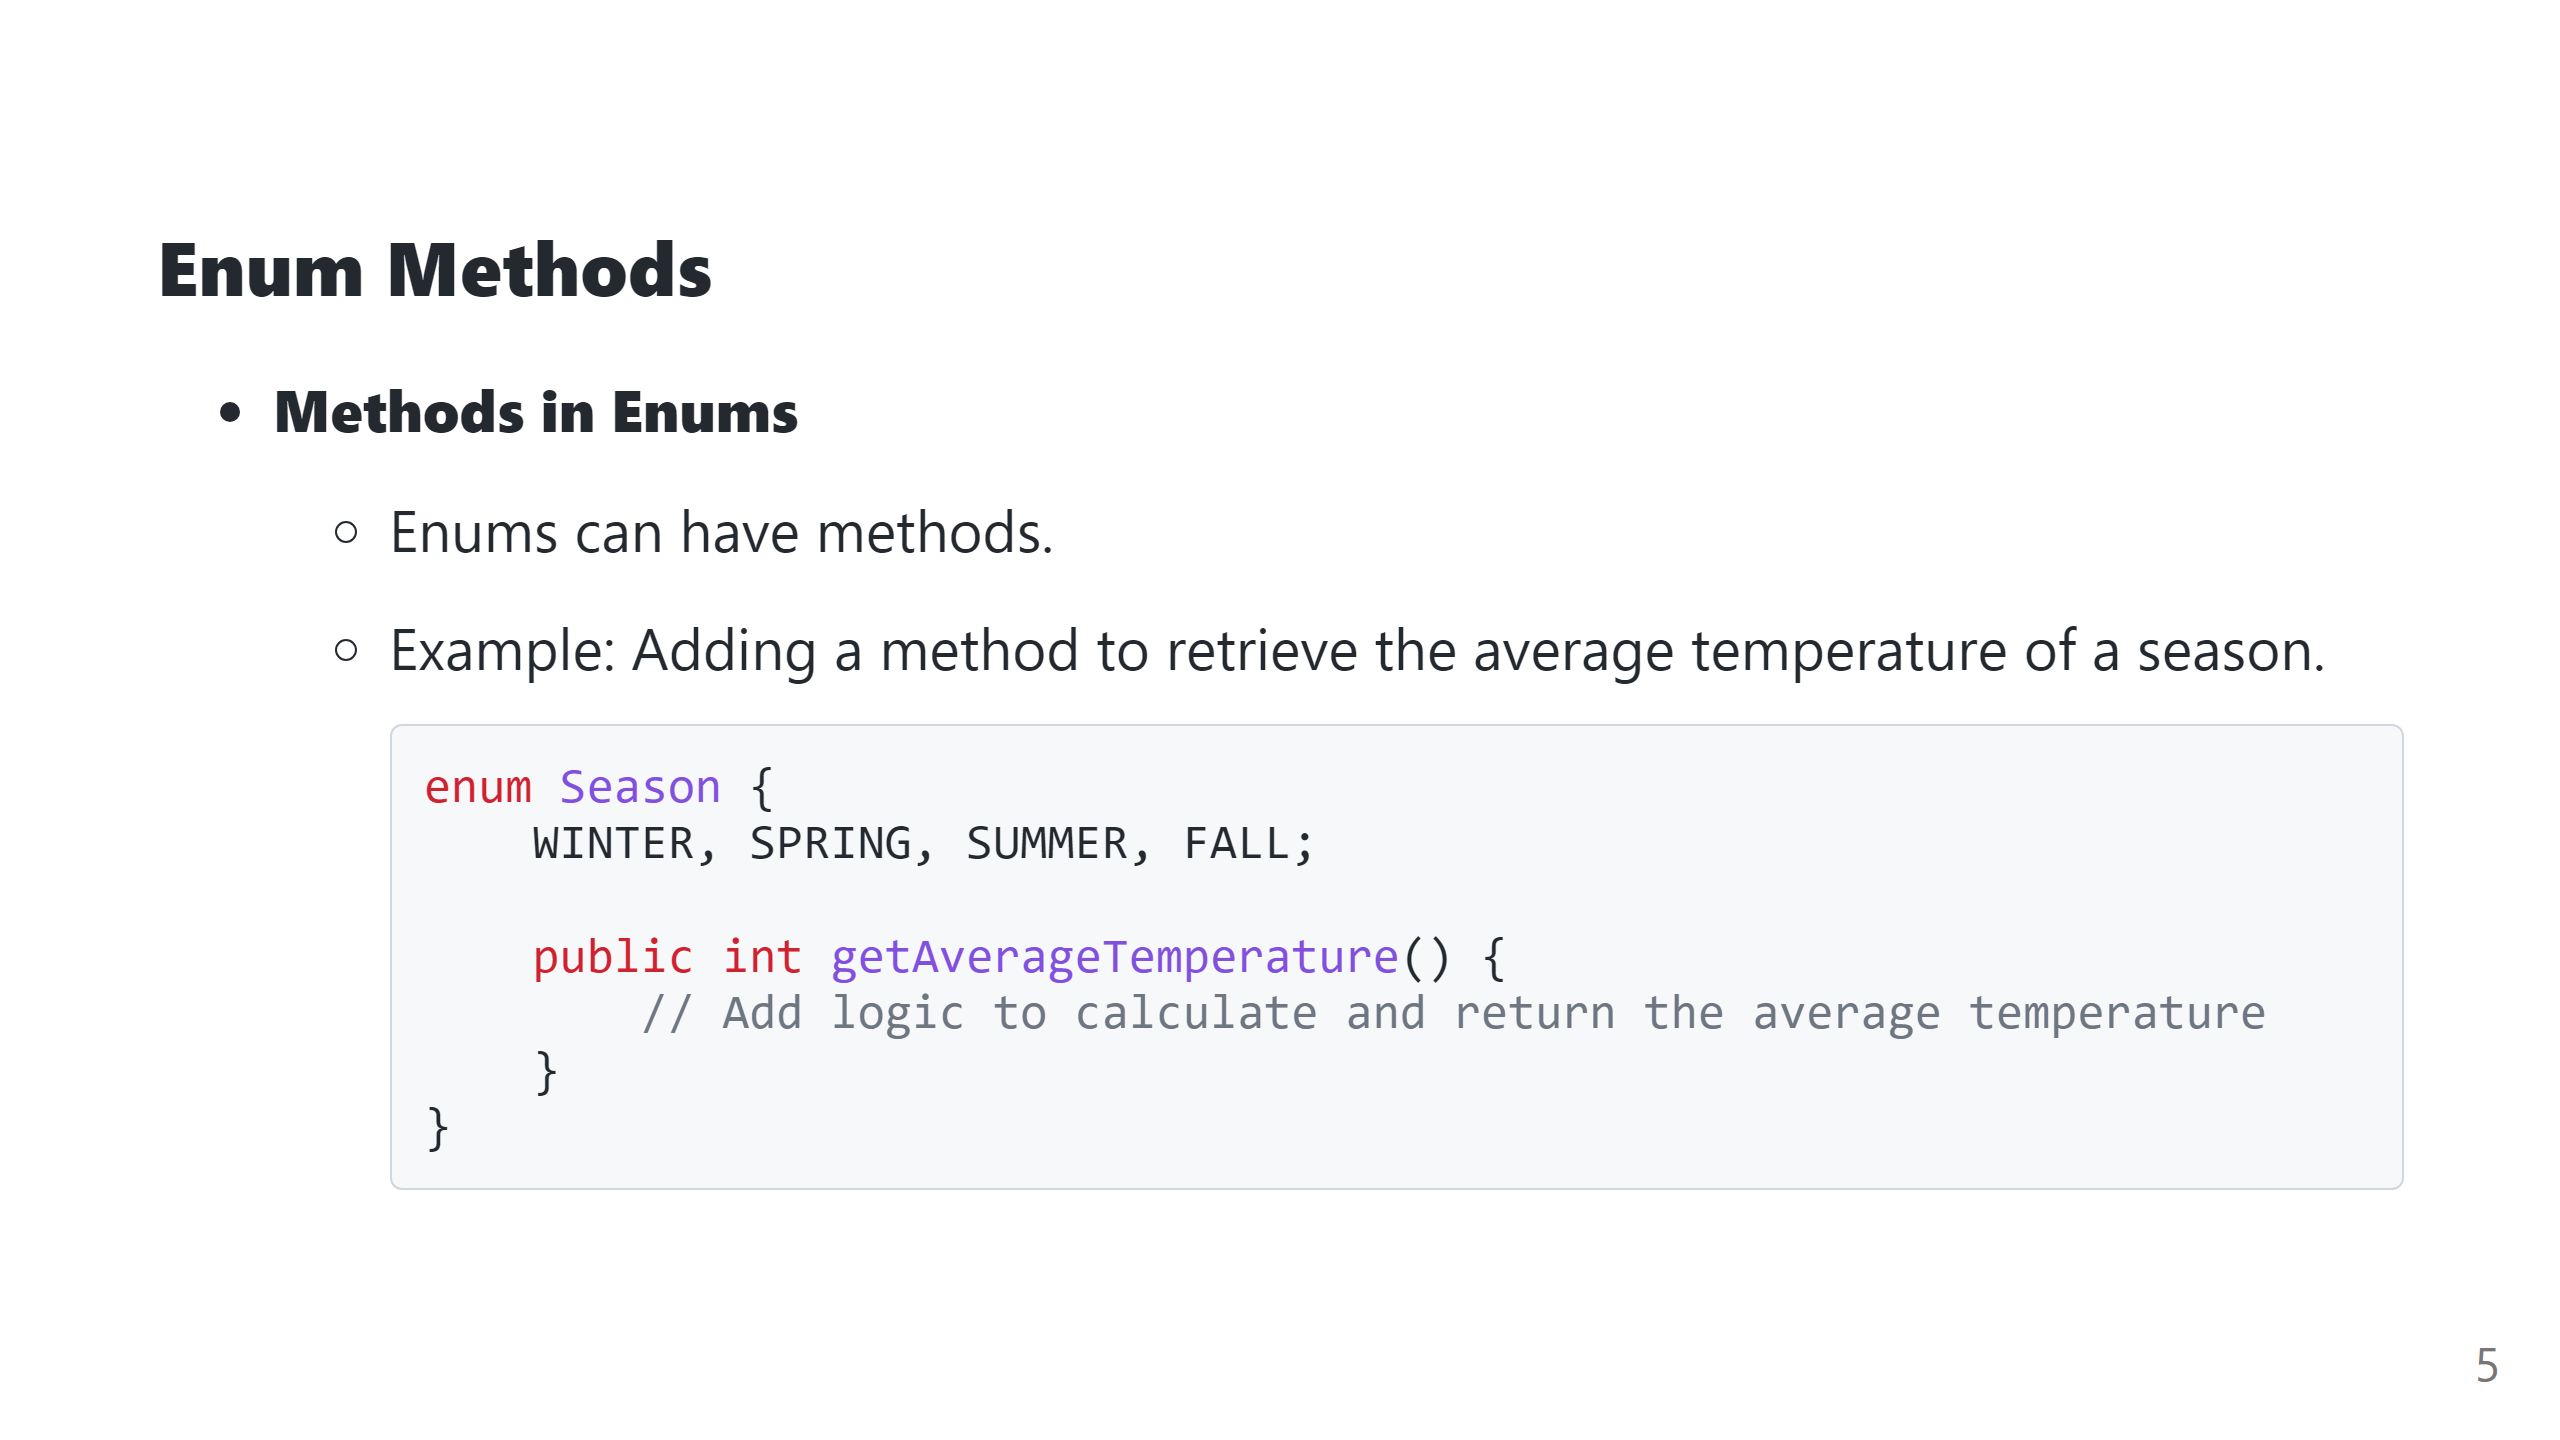 Enum Methods
• Methods in Enums
○ Enums can have methods.
○ Example: Adding a method to retrieve the average temperature of a season.
enum Season {
    WINTER, SPRING, SUMMER, FALL;

    public int getAverageTemperature() {
        // Add logic to calculate and return the average temperature
    }
}
5